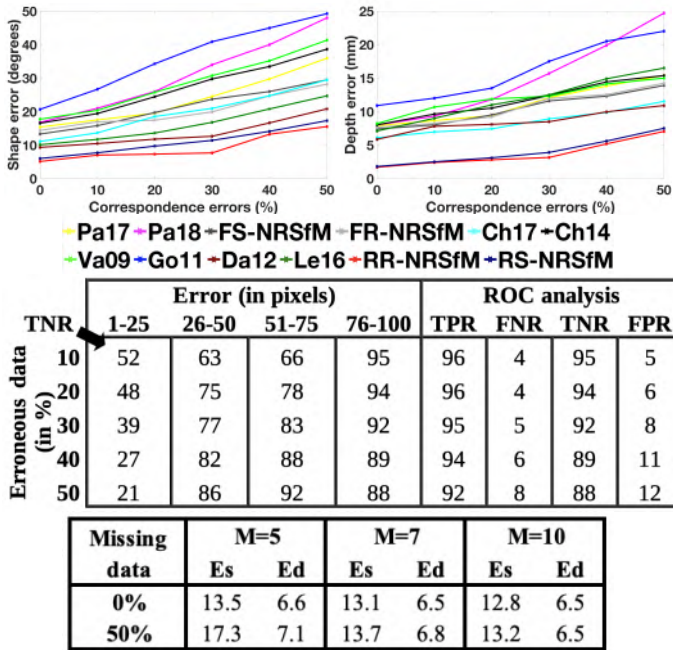 Shape error (degrees)
50
40
30
20
10
0
0 10 20 30 40 50
Correspondence errors (%)
Depth error (mm)
25
20
15
10
5
0
0 10 20 30 40 50
Correspondence errors (%)
Pa17 Pa18 FS-NRSfM FR-NRSfM Ch17 Ch14
Va09 Go11 Da12 Le16 RR-NRSfM RS-NRSfM
Error (in pixels) ROC analysis
TNR 1-25 26-50 51-75 76-100 TPR FNR TNR FPR
Erroneous data
(in %)
10 52 63 66 95 96 4 95 5
20 48 75 78 94 96 4 94 6
30 39 77 83 92 95 5 92 8
40 27 82 88 89 94 6 89 11
50 21 86 92 88 92 8 88 12
Missing M=5 M=7 M=10
data Es Ed Es Ed Es Ed
0% 13.5 6.6 13.1 6.5 12.8 6.5
50% 17.3 7.1 13.7 6.8 13.2 6.5